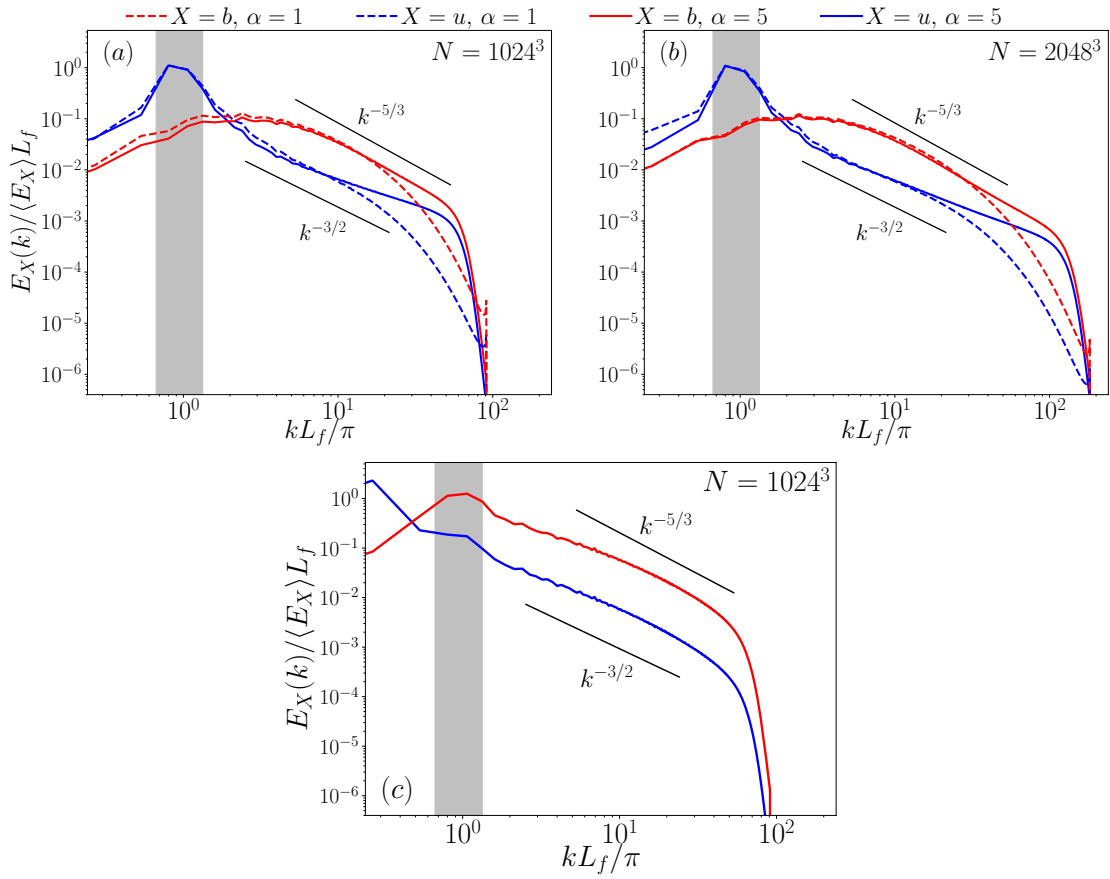 X = b, α = 1 X = u, α = 1 X = b, α = 5 X = u, α = 5
(a) N = 1024³
10⁰
10⁻¹
10⁻²
10⁻³
10⁻⁴
10⁻⁵
10⁻⁶
E_X(k)/⟨E_X⟩L_f
k^{-5/3}
k^{-3/2}
10⁰ 10¹ 10²
kL_f/π
(b) N = 2048³
10⁰
10⁻¹
10⁻²
10⁻³
10⁻⁴
10⁻⁵
10⁻⁶
k^{-5/3}
k^{-3/2}
10⁰ 10¹ 10²
kL_f/π
N = 1024³
10⁰
10⁻¹
10⁻²
10⁻³
10⁻⁴
10⁻⁵
10⁻⁶
E_X(k)/⟨E_X⟩L_f
k^{-5/3}
k^{-3/2}
(c)
10⁰ 10¹ 10²
kL_f/π